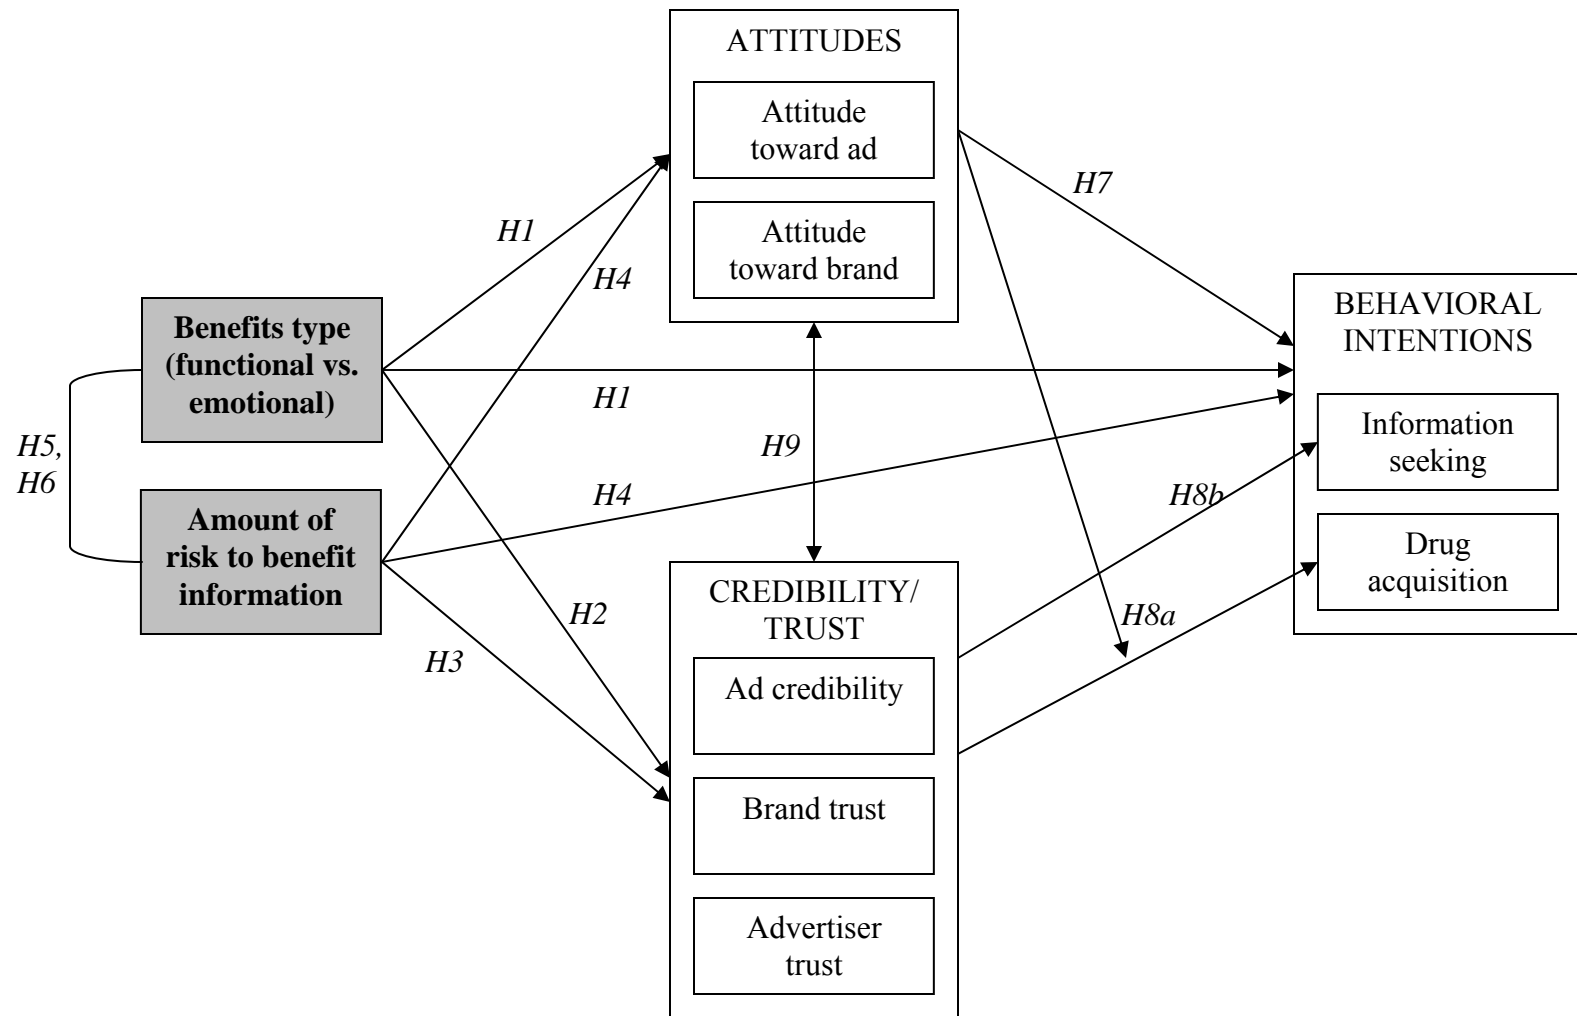 ATTITUDES
Attitude
toward ad
Attitude
toward brand
H7
H1
H4
Benefits type
(functional vs.
emotional)
H1
BEHAVIORAL
INTENTIONS
Information
seeking
Drug
acquisition
H5,
H6
H9
H4
H8b
Amount of
risk to benefit
information
H2
H3
H8a
CREDIBILITY/
TRUST
Ad credibility
Brand trust
Advertiser
trust